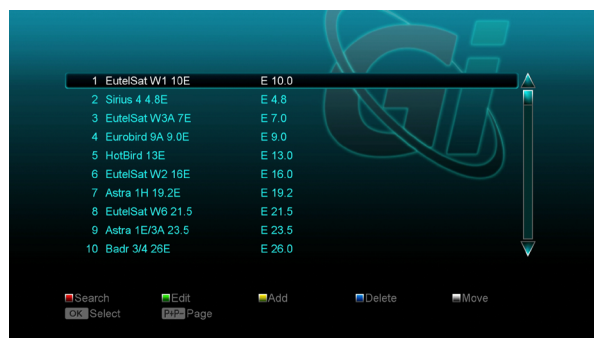 Gi
1 EutelSat W1 10E E 10.0
2 Sirius 4 4.8E E 4.8
3 EutelSat W3A 7E E 7.0
4 Eurobird 9A 9.0E E 9.0
5 HotBird 13E E 13.0
6 EutelSat W2 16E E 16.0
7 Astra 1H 19.2E E 19.2
8 EutelSat W6 21.5 E 21.5
9 Astra 1E/3A 23.5 E 23.5
10 Badr 3/4 26E E 26.0
Search Edit Add Delete Move
OK Select P+P- Page